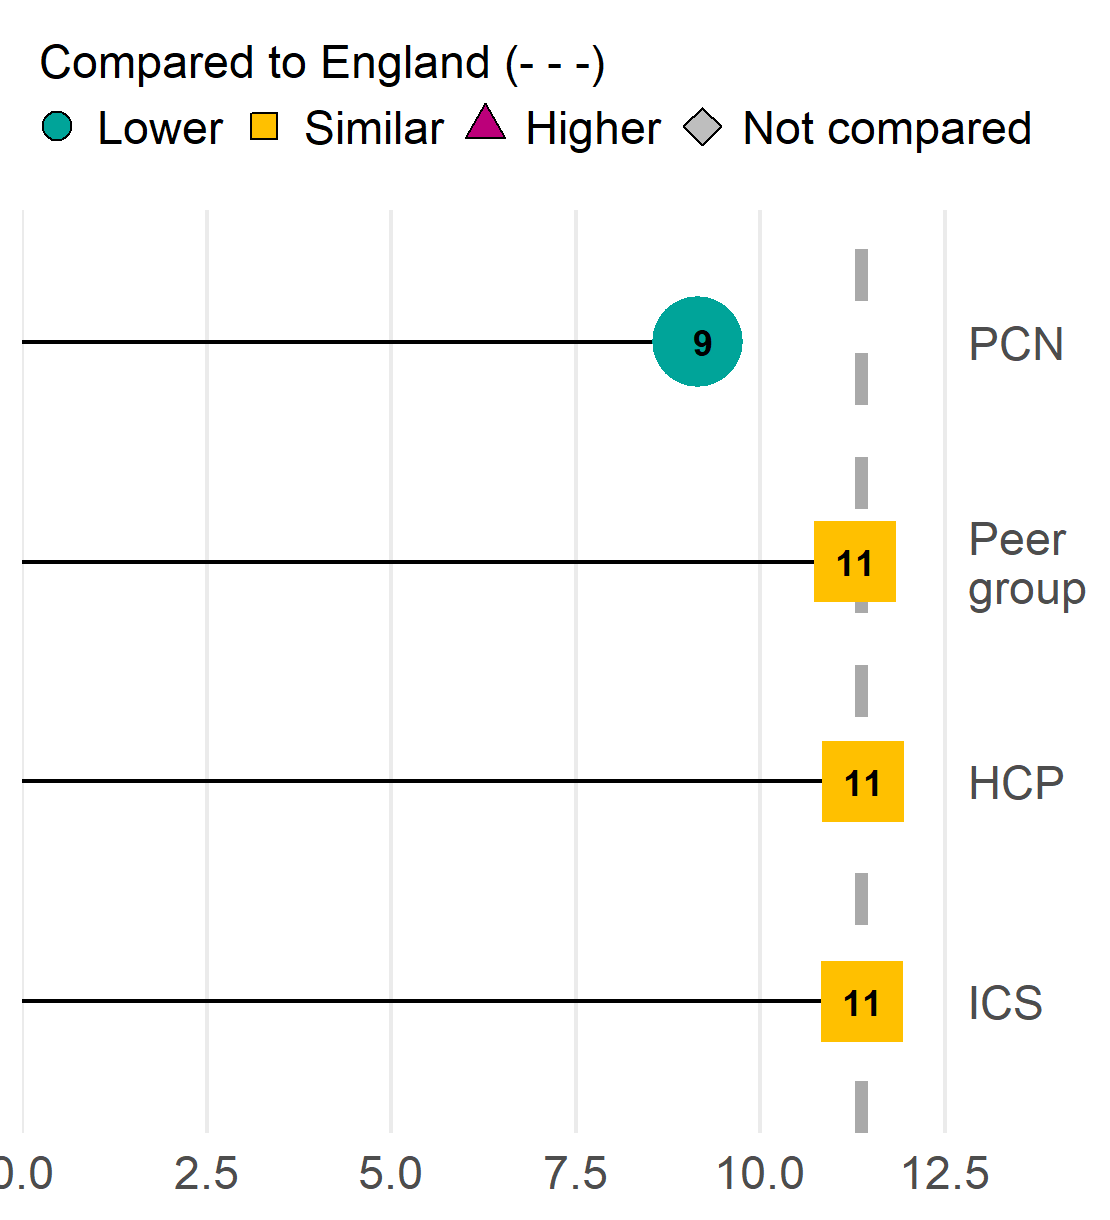 Compared to England (- - -)
Lower Similar Higher Not compared
9 PCN
11 Peer
group
11 HCP
11 ICS
0.0 2.5 5.0 7.5 10.0 12.5